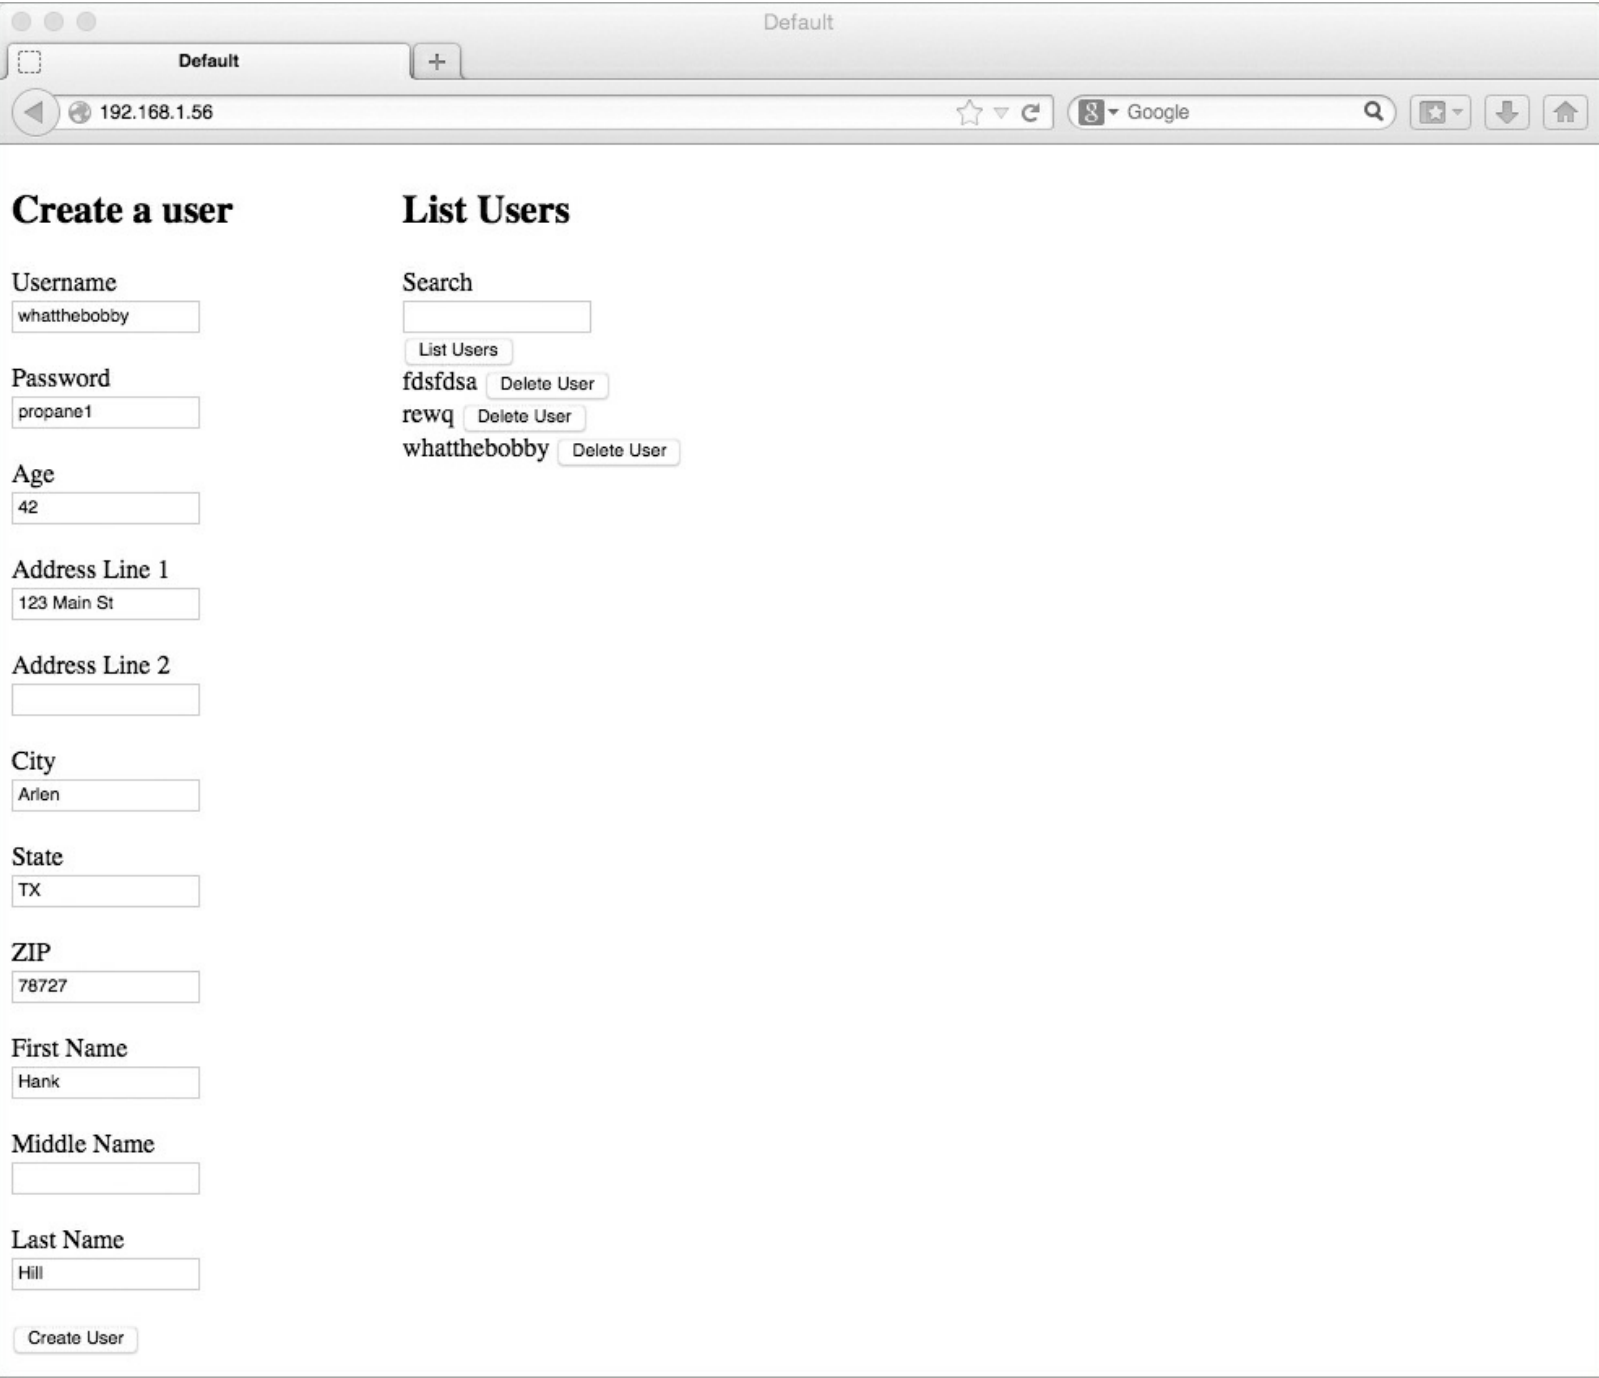 Default
Default
192.168.1.56
8
Google
Create a user
Username
whatthebobby
Password
propane1
Age
42
Address Line 1
123 Main St
Address Line 2
City
Arlen
State
TX
ZIP
78727
First Name
Hank
Middle Name
Last Name
Hill
Create User
List Users
Search
List Users
fdsfdsa Delete User
rewq Delete User
whatthebobby Delete User